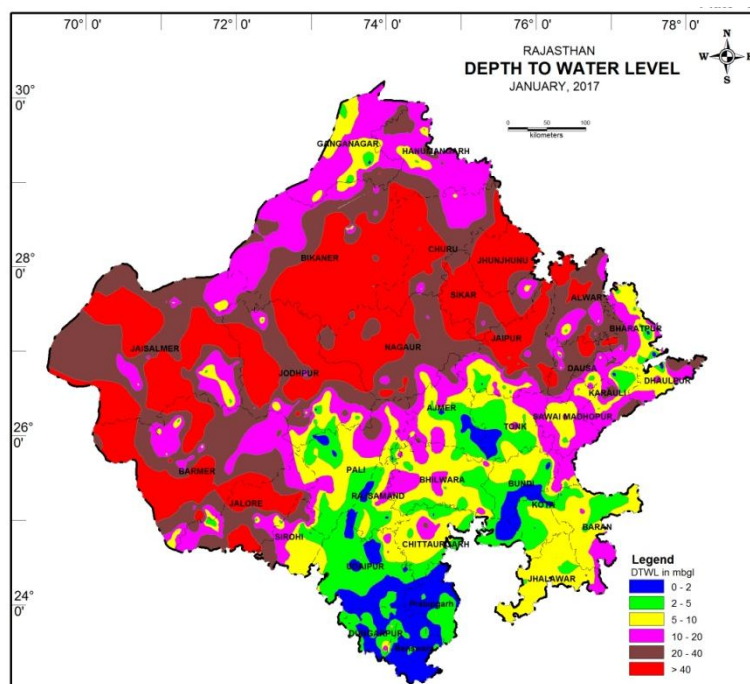 70° 0' 72° 0' 74° 0' 76° 0' 78° 0'
RAJASTHAN
DEPTH TO WATER LEVEL
JANUARY, 2017
N
W E
S
0 50 100
kilometers
30°
0'
28°
0'
26°
0'
24°
0'
GANGANAGAR
HANUMANGARH
BIKANER
CHURU
JHUNJHUNU
SIKAR
ALWAR
BHARATPUR
JAISALMER
JODHPUR
NAGAUR
JAIPUR
DAUSA
DHAULPUR
KARAULI
AJMER
TONK
SAWAI MADHOPUR
BARMER
PALI
BHILWARA
BUNDI
KOTA
RAJSAMAND
JALORE
SIROHI
CHITTAURGARH
BARAN
UDAIPUR
JHALAWAR
DUNGARPUR
Legend
DTWL in mbgl
0 - 2
2 - 5
5 - 10
10 - 20
20 - 40
> 40